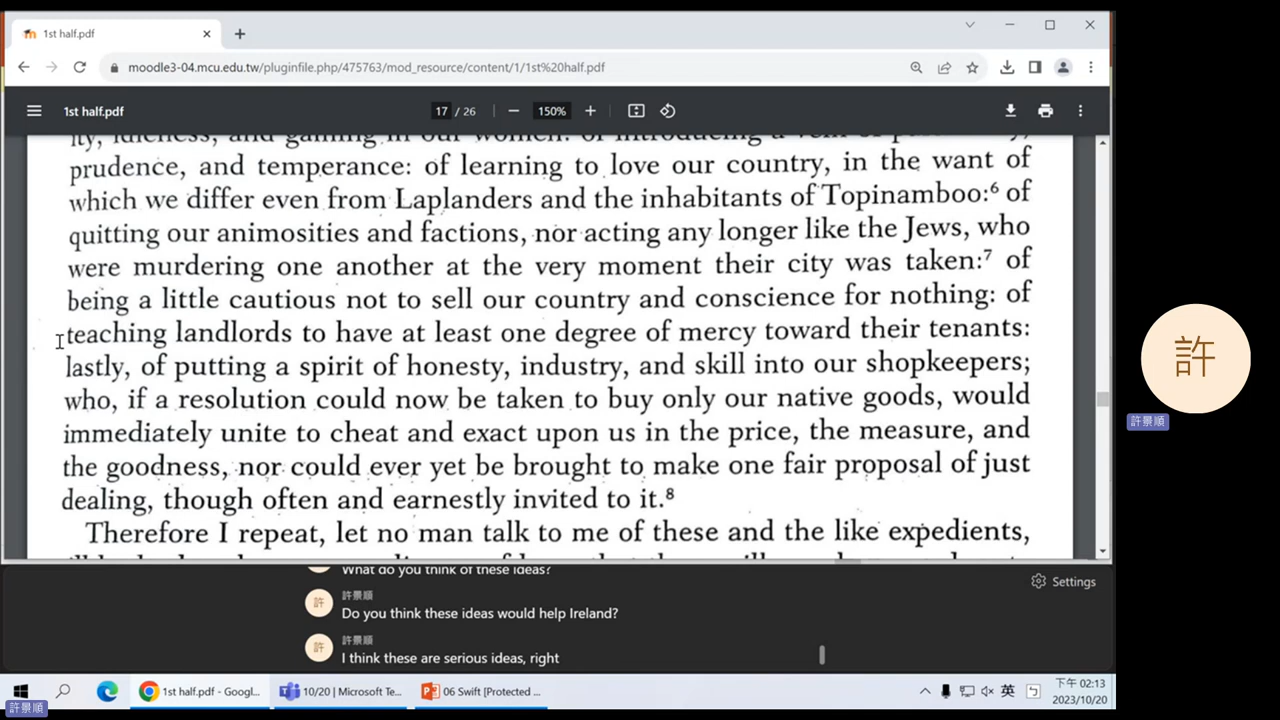 1st half.pdf
moodle3-04.mcu.edu.tw/pluginfile.php/475763/mod_resource/content/1/1st%20half.pdf
1st half.pdf
17 / 26
150%
prudence, and temperance: of learning to love our country, in the want of
which we differ even from Laplanders and the inhabitants of Topinamboo:⁶ of
quitting our animosities and factions, nor acting any longer like the Jews, who
were murdering one another at the very moment their city was taken:⁷ of
being a little cautious not to sell our country and conscience for nothing: of
teaching landlords to have at least one degree of mercy toward their tenants:
lastly, of putting a spirit of honesty, industry, and skill into our shopkeepers;
who, if a resolution could now be taken to buy only our native goods, would
immediately unite to cheat and exact upon us in the price, the measure, and
the goodness, nor could ever yet be brought to make one fair proposal of just
dealing, though often and earnestly invited to it.⁸
Therefore I repeat, let no man talk to me of these and the like expedients,
What do you think of these ideas?
Settings
許 許景順
Do you think these ideas would help Ireland?
許 許景順
I think these are serious ideas, right
許
許景順
1st half.pdf - Googl...
10/20 | Microsoft Te...
06 Swift [Protected ...
英
下午 02:13
2023/10/20
許景順